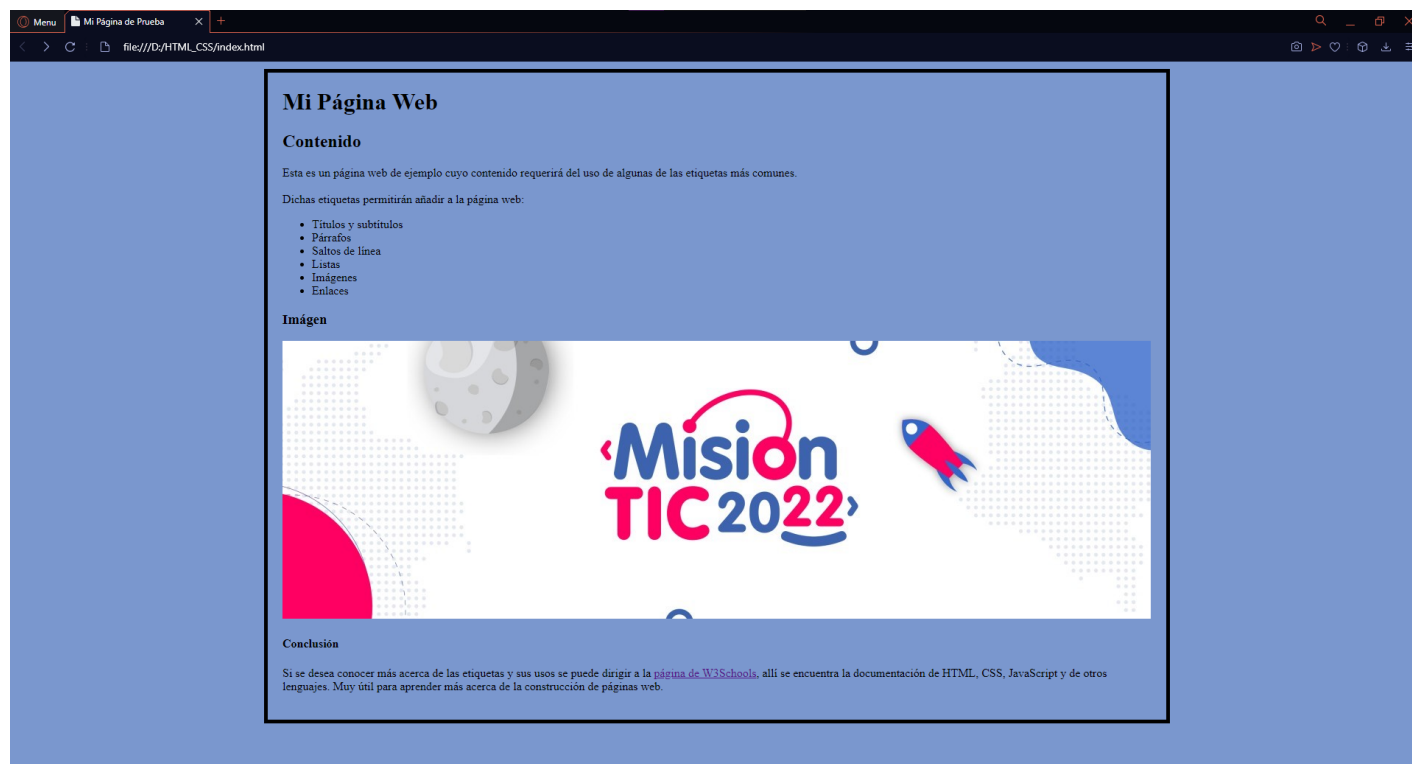 Menu
Mi Página de Prueba
file:///D:/HTML_CSS/index.html
Mi Página Web
Contenido
Esta es un página web de ejemplo cuyo contenido requerirá del uso de algunas de las etiquetas más comunes.
Dichas etiquetas permitirán añadir a la página web:
Títulos y subtítulos
Párrafos
Saltos de línea
Listas
Imágenes
Enlaces
Imágen
‹Mision
TIC 2022›
Conclusión
Si se desea conocer más acerca de las etiquetas y sus usos se puede dirigir a la página de W3Schools, allí se encuentra la documentación de HTML, CSS, JavaScript y de otros
lenguajes. Muy útil para aprender más acerca de la construcción de páginas web.